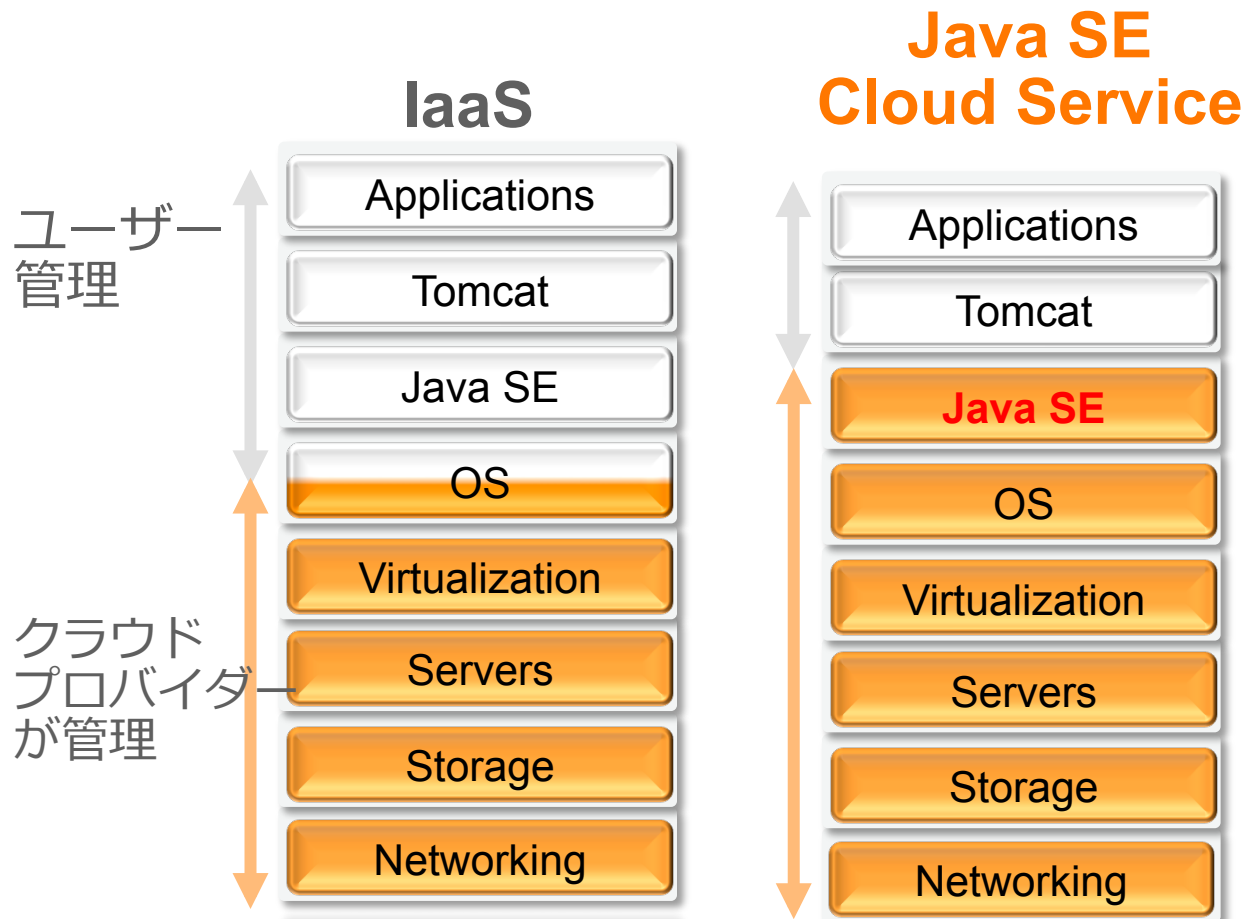 IaaS
Java SE
Cloud Service
ユーザー
管理
クラウド
プロバイダー
が管理
Applications
Tomcat
Java SE
OS
Virtualization
Servers
Storage
Networking
Applications
Tomcat
Java SE
OS
Virtualization
Servers
Storage
Networking